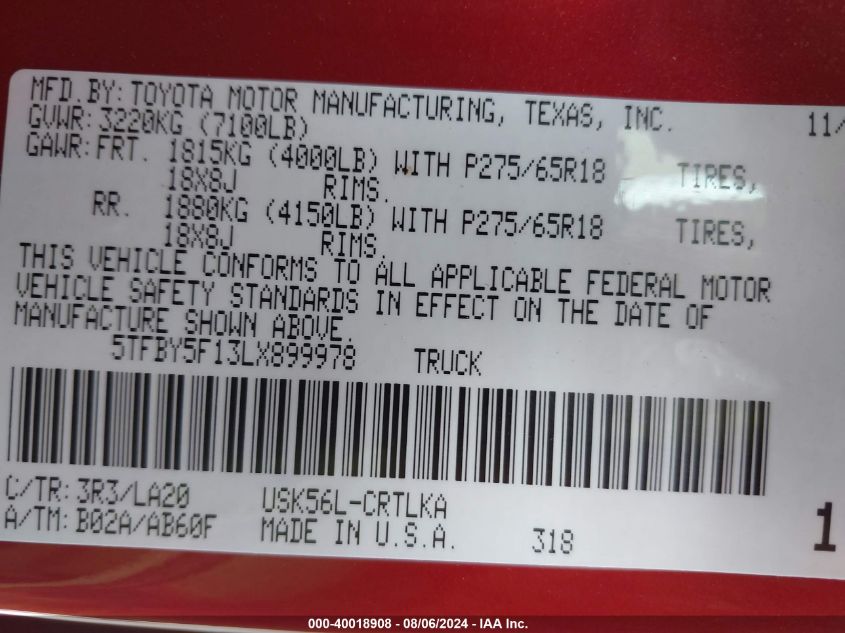 MFD. BY: TOYOTA MOTOR MANUFACTURING, TEXAS, INC. 11/
GVWR: 3220KG (7100LB)
GAWR: FRT. 1815KG (4000LB) WITH P275/65R18 TIRES,
18X8J RIMS.
RR. 1880KG (4150LB) WITH P275/65R18 TIRES,
18X8J RIMS.
THIS VEHICLE CONFORMS TO ALL APPLICABLE FEDERAL MOTOR
VEHICLE SAFETY STANDARDS IN EFFECT ON THE DATE OF
MANUFACTURE SHOWN ABOVE.
5TFBY5F13LX899978 TRUCK
C/TR: 3R3/LA20 USK56L-CRTLKA
A/TM: B02A/AB60F MADE IN U.S.A. 318 1
000-40018908 - 08/06/2024 - IAA Inc.